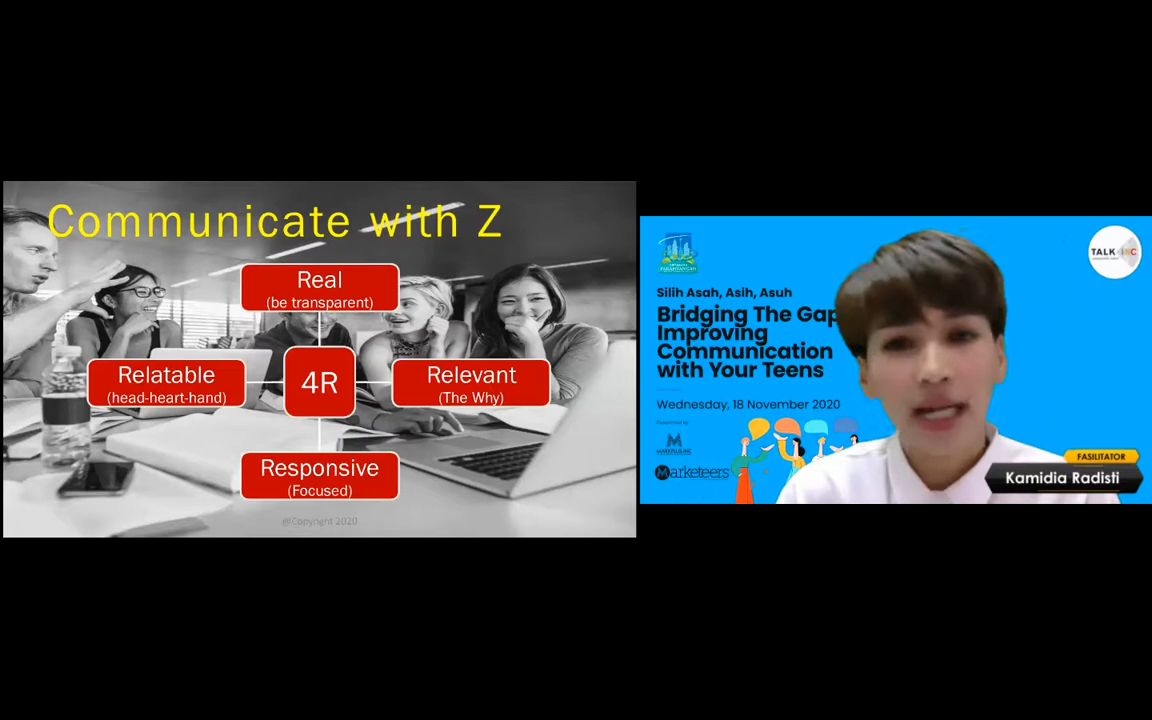 Communicate with Z
Real
(be transparent)
Relatable
(head-heart-hand)
4R
Relevant
(The Why)
Responsive
(Focused)
@Copyright 2020
TALK INC
Silih Asah, Asih, Asuh
Bridging The Gap
Improving
Communication
with Your Teens
Wednesday, 18 November 2020
MARKPLUS.INC
Marketeers
FASILITATOR
Kamidia Radisti